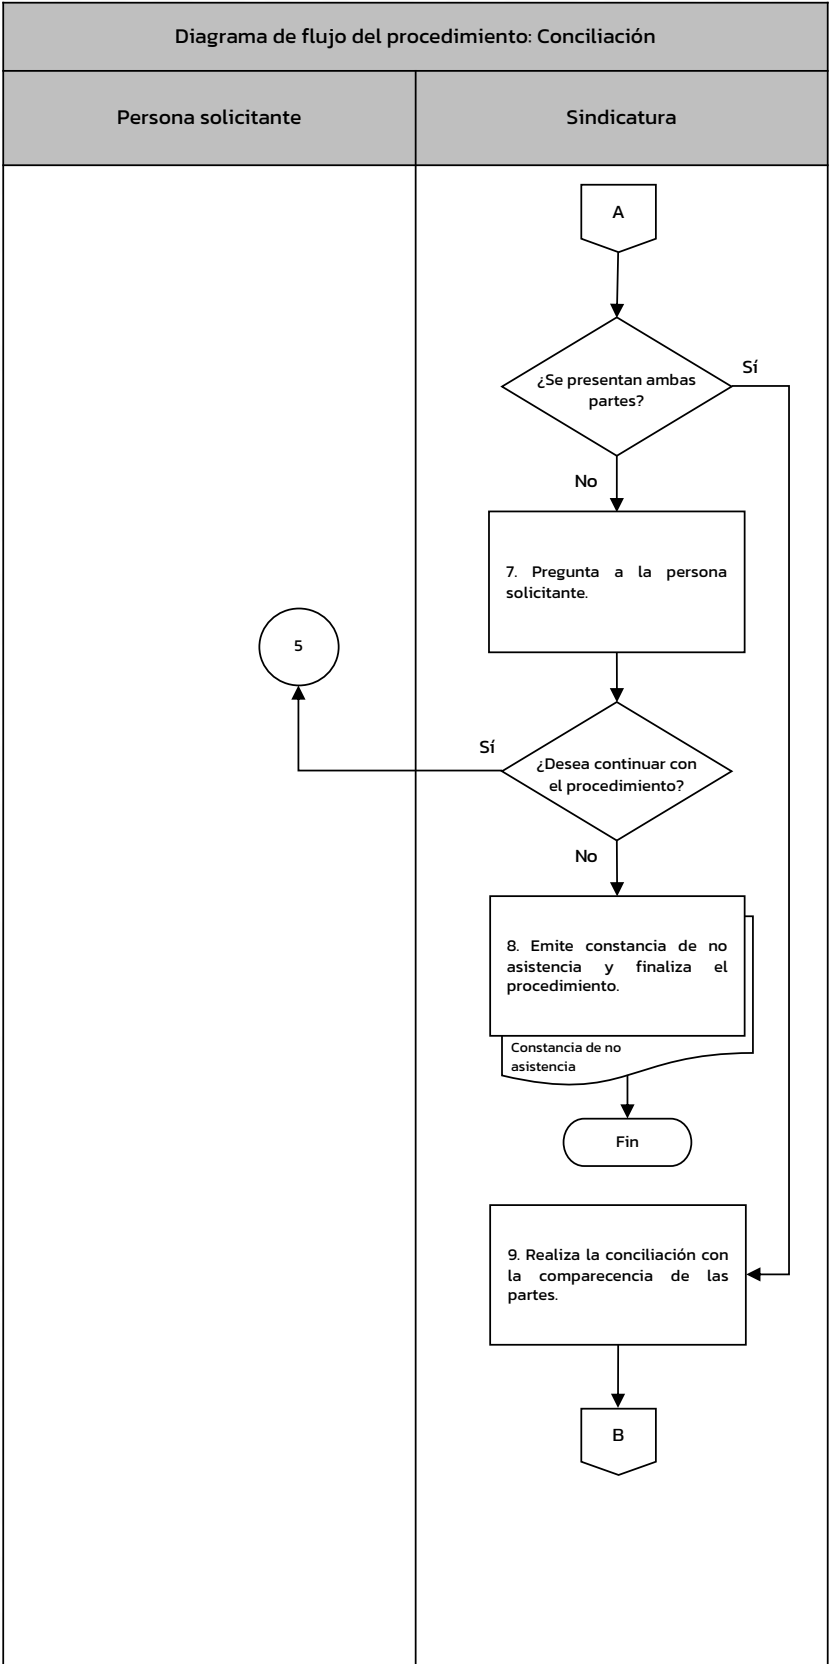 Diagrama de flujo del procedimiento: Conciliación
Persona solicitante
Sindicatura
A
¿Se presentan ambas
partes?
Sí
No
7. Pregunta a la persona
solicitante.
5
Sí
¿Desea continuar con
el procedimiento?
No
8. Emite constancia de no
asistencia y finaliza el
procedimiento.
Constancia de no
asistencia
Fin
9. Realiza la conciliación con
la comparecencia de las
partes.
B